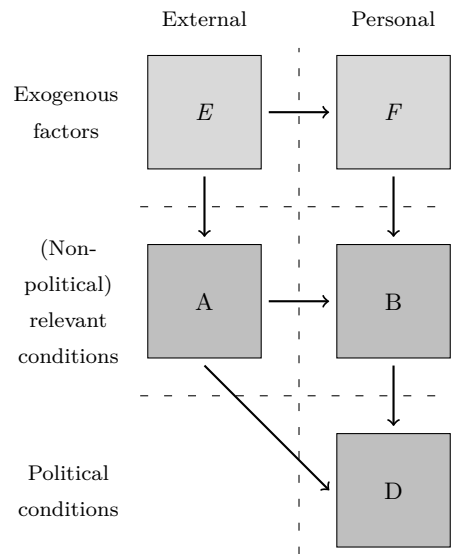 External Personal
Exogenous
factors
E F
(Non-
political)
relevant
conditions
A B
Political
conditions
D